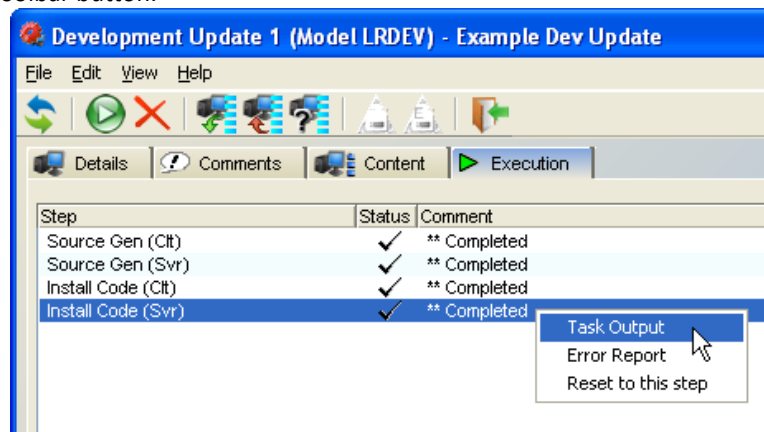 Development Update 1 (Model LRDEV) - Example Dev Update
File Edit View Help
Details Comments Content Execution
Step Status Comment
Source Gen (Clt) ** Completed
Source Gen (Svr) ** Completed
Install Code (Clt) ** Completed
Install Code (Svr) ** Completed
Task Output
Error Report
Reset to this step